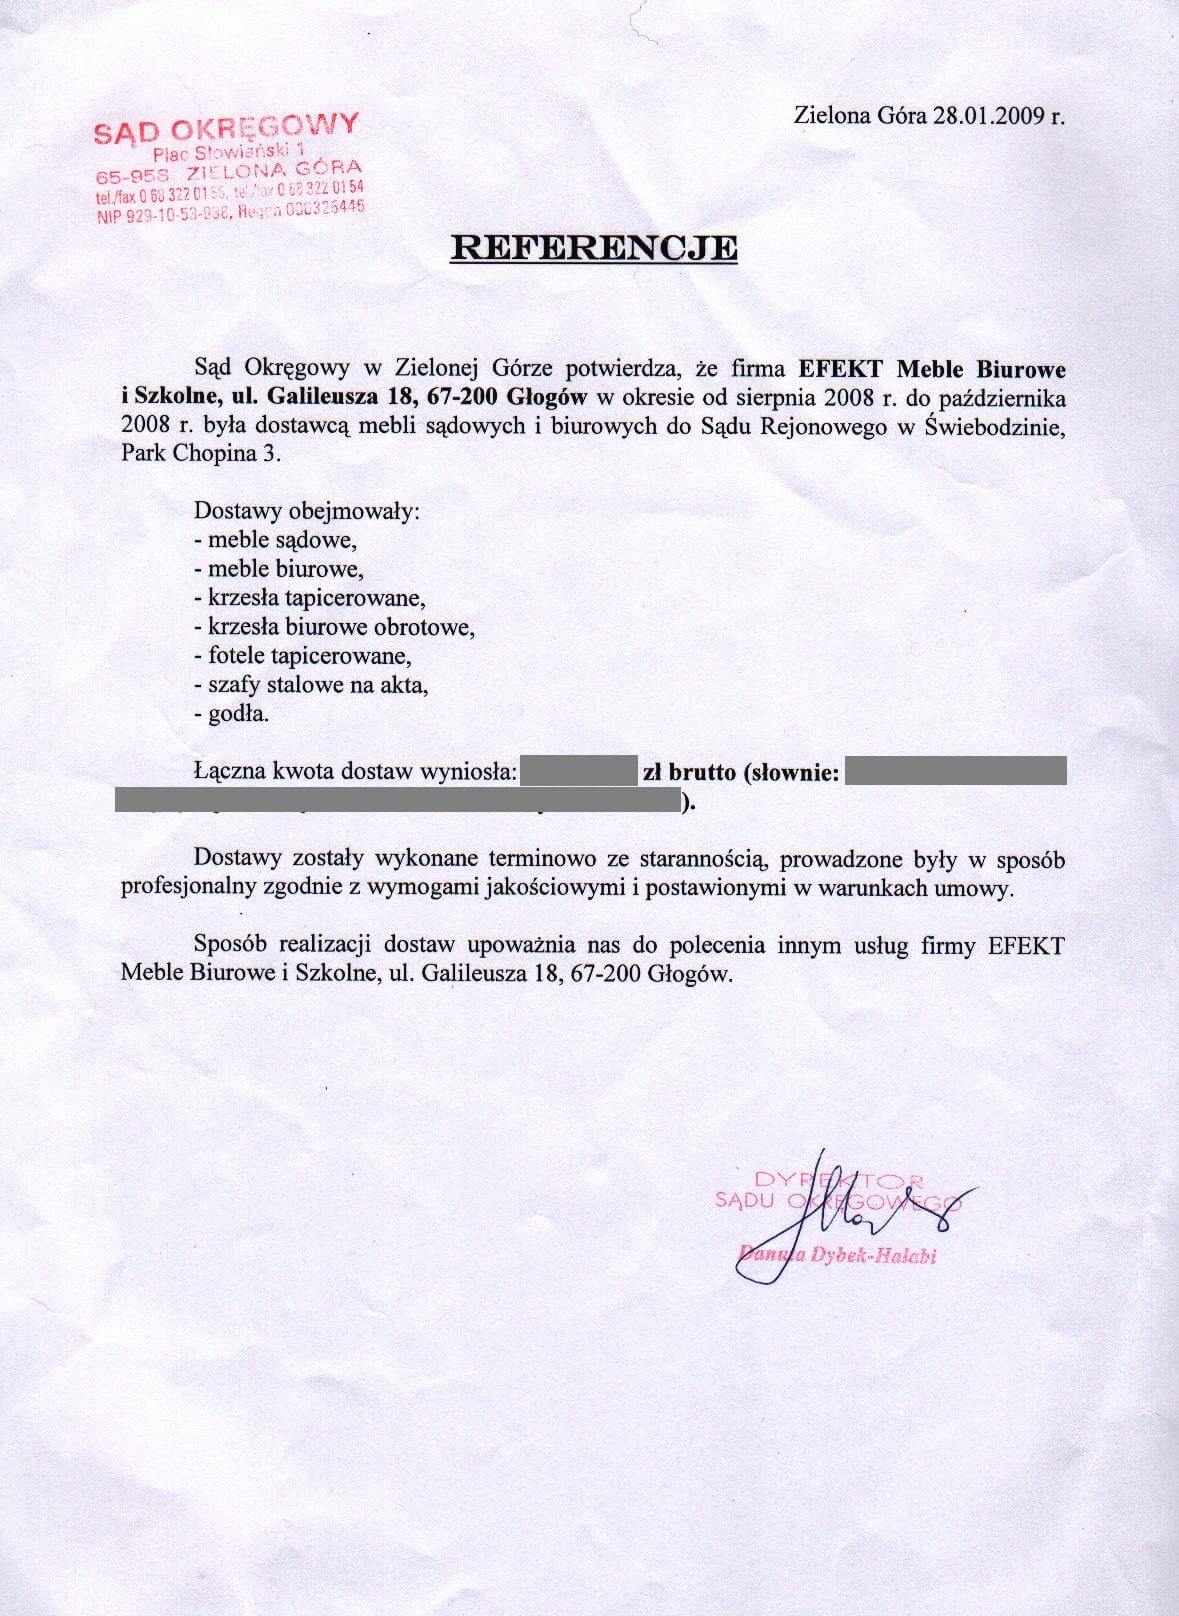 Zielona Góra 28.01.2009 r.
SĄD OKRĘGOWY
Plac Słowiański 1
65-958 ZIELONA GÓRA
tel./fax 0 68 322 01 55, tel./fax 0 68 322 01 54
NIP 929-10-53-938, Regon
REFERENCJE
Sąd Okręgowy w Zielonej Górze potwierdza, że firma EFEKT Meble Biurowe
i Szkolne, ul. Galileusza 18, 67-200 Głogów w okresie od sierpnia 2008 r. do października
2008 r. była dostawcą mebli sądowych i biurowych do Sądu Rejonowego w Świebodzinie,
Park Chopina 3.
Dostawy obejmowały:
- meble sądowe,
- meble biurowe,
- krzesła tapicerowane,
- krzesła biurowe obrotowe,
- fotele tapicerowane,
- szafy stalowe na akta,
- godła.
Łączna kwota dostaw wyniosła: zł brutto (słownie:
).
Dostawy zostały wykonane terminowo ze starannością, prowadzone były w sposób
profesjonalny zgodnie z wymogami jakościowymi i postawionymi w warunkach umowy.
Sposób realizacji dostaw upoważnia nas do polecenia innym usług firmy EFEKT
Meble Biurowe i Szkolne, ul. Galileusza 18, 67-200 Głogów.
DYREKTOR
SĄDU OKRĘGOWEGO
Danuta Dybek-Halabi